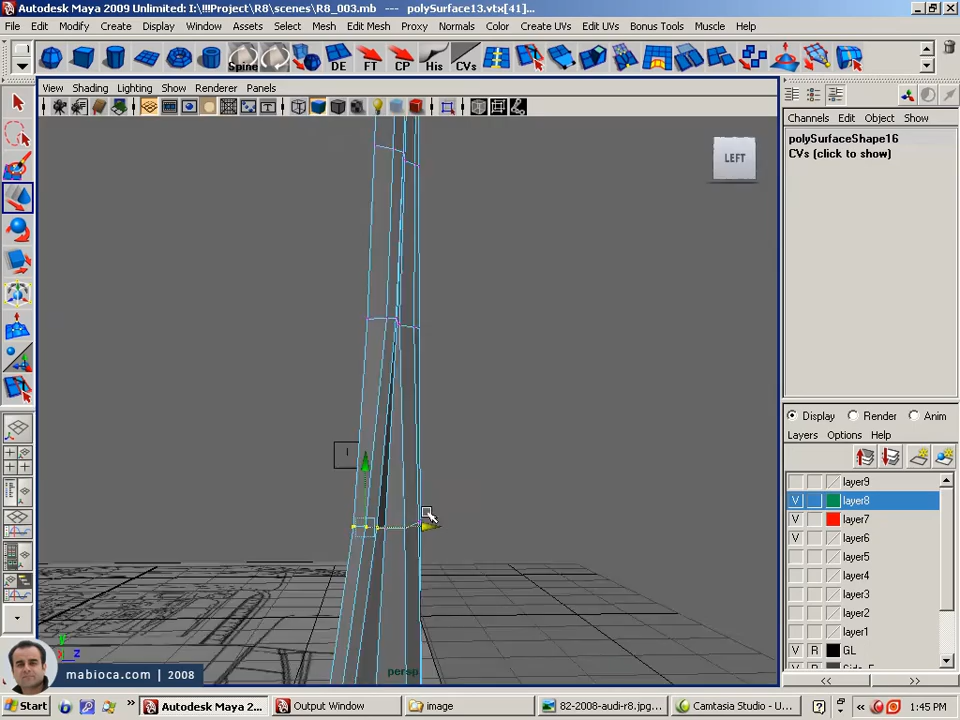 Autodesk Maya 2009 Unlimited: I:\!!!Project\R8\scenes\R8_003.mb --- polySurface13.vtx[41]...
File Edit Modify Create Display Window Assets Select Mesh Edit Mesh Proxy Normals Color Create UVs Edit UVs Bonus Tools Muscle Help
Spine DE FT CP His CVs
View Shading Lighting Show Renderer Panels
Channels Edit Object Show
polySurfaceShape16
CVs (click to show)
LEFT
Display Render Anim
Layers Options Help
layer9
V layer8
V layer7
V layer6
layer5
layer4
layer3
layer2
layer1
V R GL
y
z
persp
mabioca.com | 2008
Start Autodesk Maya 2... Output Window image 82-2008-audi-r8.jpg... Camtasia Studio - U... 1:45 PM